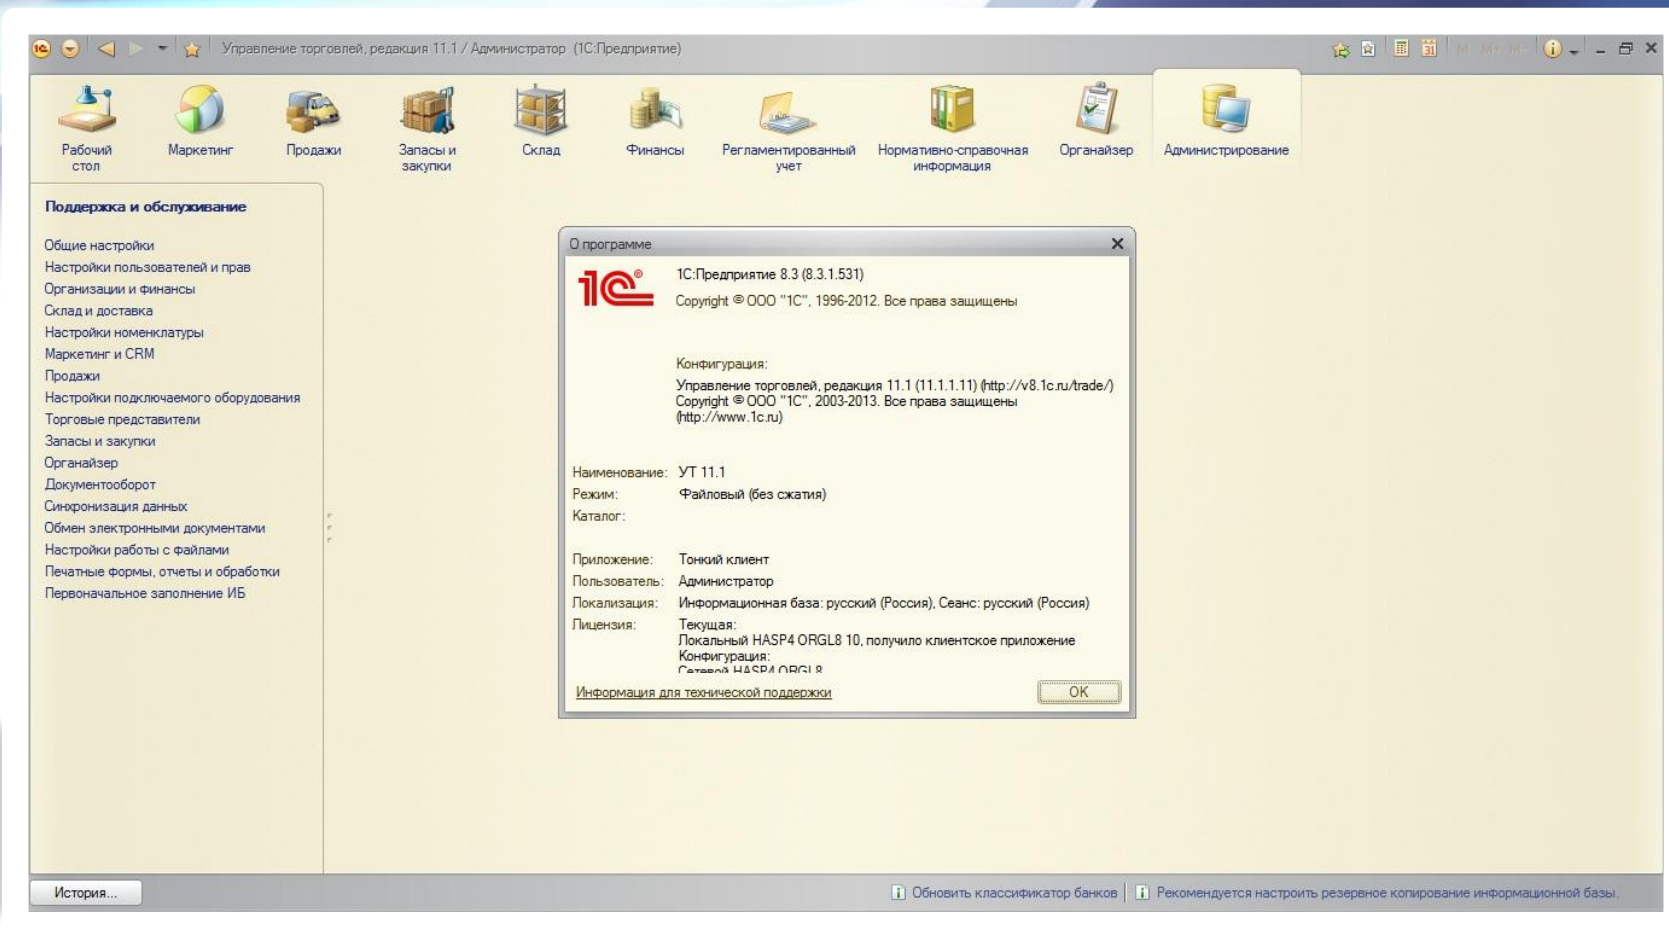 Управление торговлей, редакция 11.1 / Администратор (1С:Предприятие)
31
M M+ M-
Рабочий стол
Маркетинг
Продажи
Запасы и закупки
Склад
Финансы
Регламентированный учет
Нормативно-справочная информация
Органайзер
Администрирование
Поддержка и обслуживание
Общие настройки
Настройки пользователей и прав
Организации и финансы
Склад и доставка
Настройки номенклатуры
Маркетинг и CRM
Продажи
Настройки подключаемого оборудования
Торговые представители
Запасы и закупки
Органайзер
Документооборот
Синхронизация данных
Обмен электронными документами
Настройки работы с файлами
Печатные формы, отчеты и обработки
Первоначальное заполнение ИБ
О программе
1С®
1С:Предприятие 8.3 (8.3.1.531)
Copyright © ООО "1С", 1996-2012. Все права защищены
Конфигурация:
Управление торговлей, редакция 11.1 (11.1.1.11) (http://v8.1c.ru/trade/)
Copyright © ООО "1С", 2003-2013. Все права защищены
(http://www.1c.ru)
Наименование: УТ 11.1
Режим: Файловый (без сжатия)
Каталог:
Приложение: Тонкий клиент
Пользователь: Администратор
Локализация: Информационная база: русский (Россия), Сеанс: русский (Россия)
Лицензия: Текущая:
Локальный HASP4 ORGL8 10, получило клиентское приложение
Конфигурация:
Сетевой HASP4 ORGL8
Информация для технической поддержки
OK
История...
Обновить классификатор банков
Рекомендуется настроить резервное копирование информационной базы.